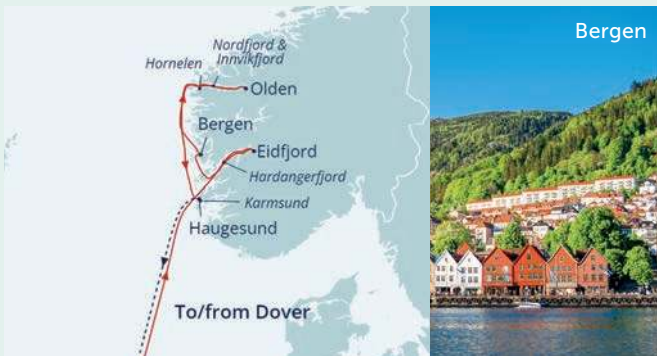 Nordfjord &
Innvikfjord
Hornelen
Olden
Bergen
Eidfjord
Hardangerfjord
Karmsund
Haugesund
To/from Dover
Bergen